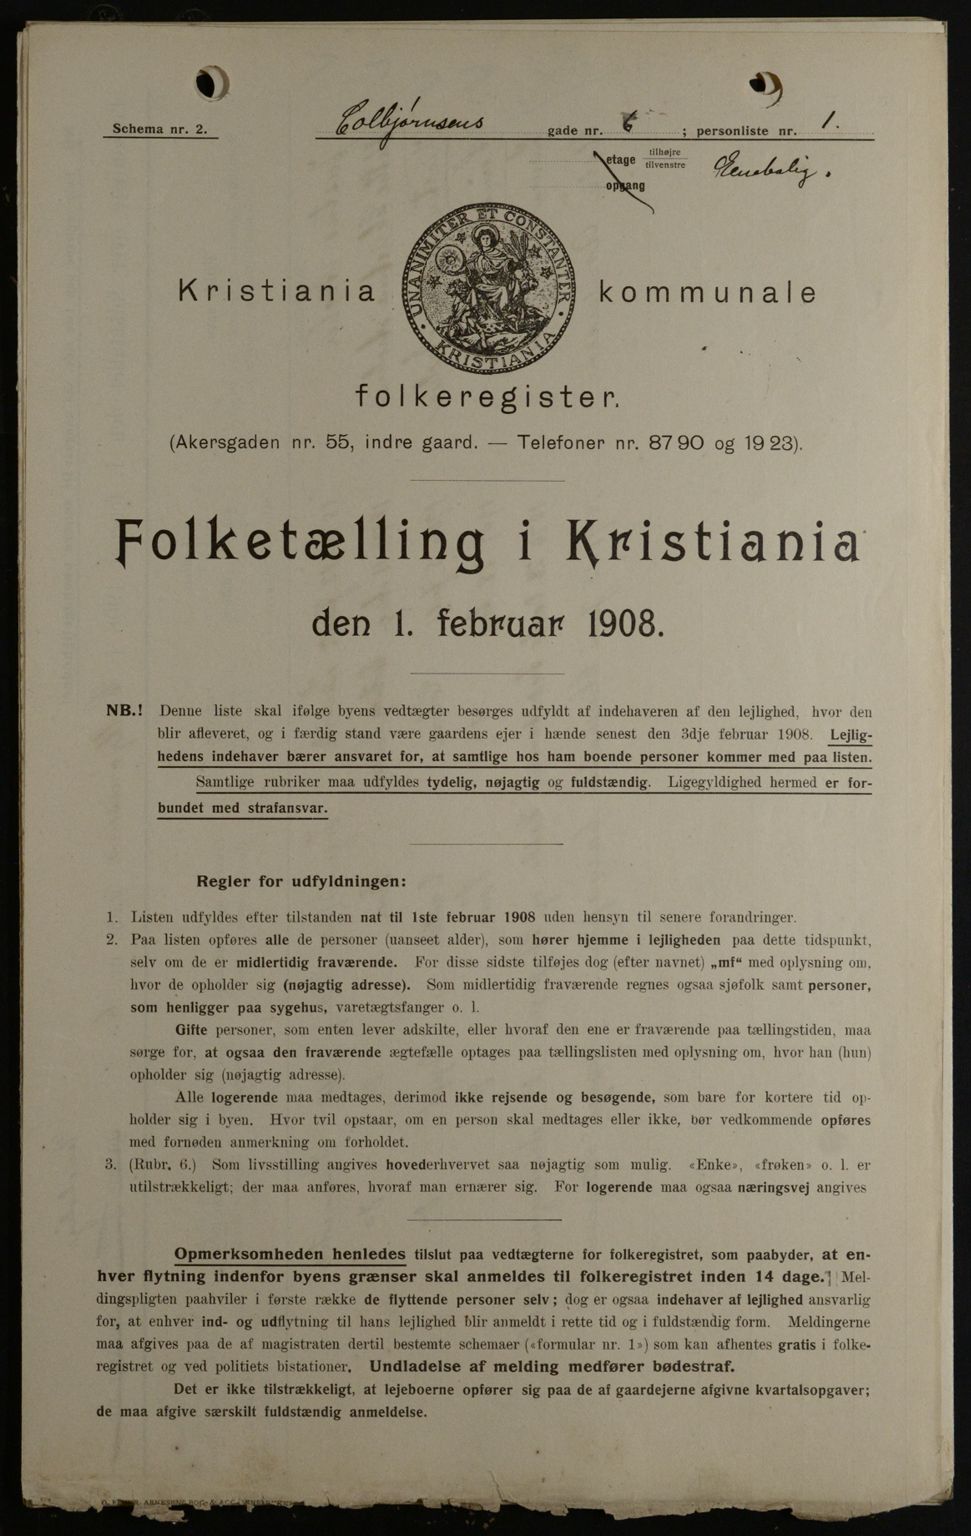 Schema nr. 2.
Colbjørnsens gade nr. 6 ; personliste nr. 1.
etage tilhøjre
tilvenstre
Enebolig.
opgang
UNANIMITER ET CONSTANTER
KRISTIANIA
Kristiania kommunale
folkeregister.
(Akersgaden nr. 55, indre gaard. — Telefoner nr. 8790 og 1923).
Folketælling i Kristiania
den 1. februar 1908.
NB.! Denne liste skal ifølge byens vedtægter besørges udfyldt af indehaveren af den lejlighed, hvor den
blir afleveret, og i færdig stand være gaardens ejer i hænde senest den 3dje februar 1908. Lejlig-
hedens indehaver bærer ansvaret for, at samtlige hos ham boende personer kommer med paa listen.
Samtlige rubriker maa udfyldes tydelig, nøjagtig og fuldstændig. Ligegyldighed hermed er for-
bundet med strafansvar.
Regler for udfyldningen:
1. Listen udfyldes efter tilstanden nat til 1ste februar 1908 uden hensyn til senere forandringer.
2. Paa listen opføres alle de personer (uanseet alder), som hører hjemme i lejligheden paa dette tidspunkt,
selv om de er midlertidig fraværende. For disse sidste tilføjes dog (efter navnet) „mf“ med oplysning om,
hvor de opholder sig (nøjagtig adresse). Som midlertidig fraværende regnes ogsaa sjøfolk samt personer,
som henligger paa sygehus, varetægtsfanger o. l.
Gifte personer, som enten lever adskilte, eller hvoraf den ene er fraværende paa tællingstiden, maa
sørge for, at ogsaa den fraværende ægtefælle optages paa tællingslisten med oplysning om, hvor han (hun)
opholder sig (nøjagtig adresse).
Alle logerende maa medtages, derimod ikke rejsende og besøgende, som bare for kortere tid op-
holder sig i byen. Hvor tvil opstaar, om en person skal medtages eller ikke, bør vedkommende opføres
med fornøden anmerkning om forholdet.
3. (Rubr. 6.) Som livsstilling angives hovederhvervet saa nøjagtig som mulig. «Enke», «frøken» o. l. er
utilstrækkeligt; der maa anføres, hvoraf man ernærer sig. For logerende maa ogsaa næringsvej angives
Opmerksomheden henledes tilslut paa vedtægterne for folkeregistret, som paabyder, at en-
hver flytning indenfor byens grænser skal anmeldes til folkeregistret inden 14 dage. Mel-
dingspligten paahviler i første række de flyttende personer selv; dog er ogsaa indehaver af lejlighed ansvarlig
for, at enhver ind- og udflytning til hans lejlighed blir anmeldt i rette tid og i fuldstændig form. Meldingerne
maa afgives paa de af magistraten dertil bestemte schemaer («formular nr. 1») som kan afhentes gratis i folke-
registret og ved politiets bistationer. Undladelse af melding medfører bødestraf.
Det er ikke tilstrækkeligt, at lejeboerne opfører sig paa de af gaardejerne afgivne kvartalsopgaver;
de maa afgive særskilt fuldstændig anmeldelse.